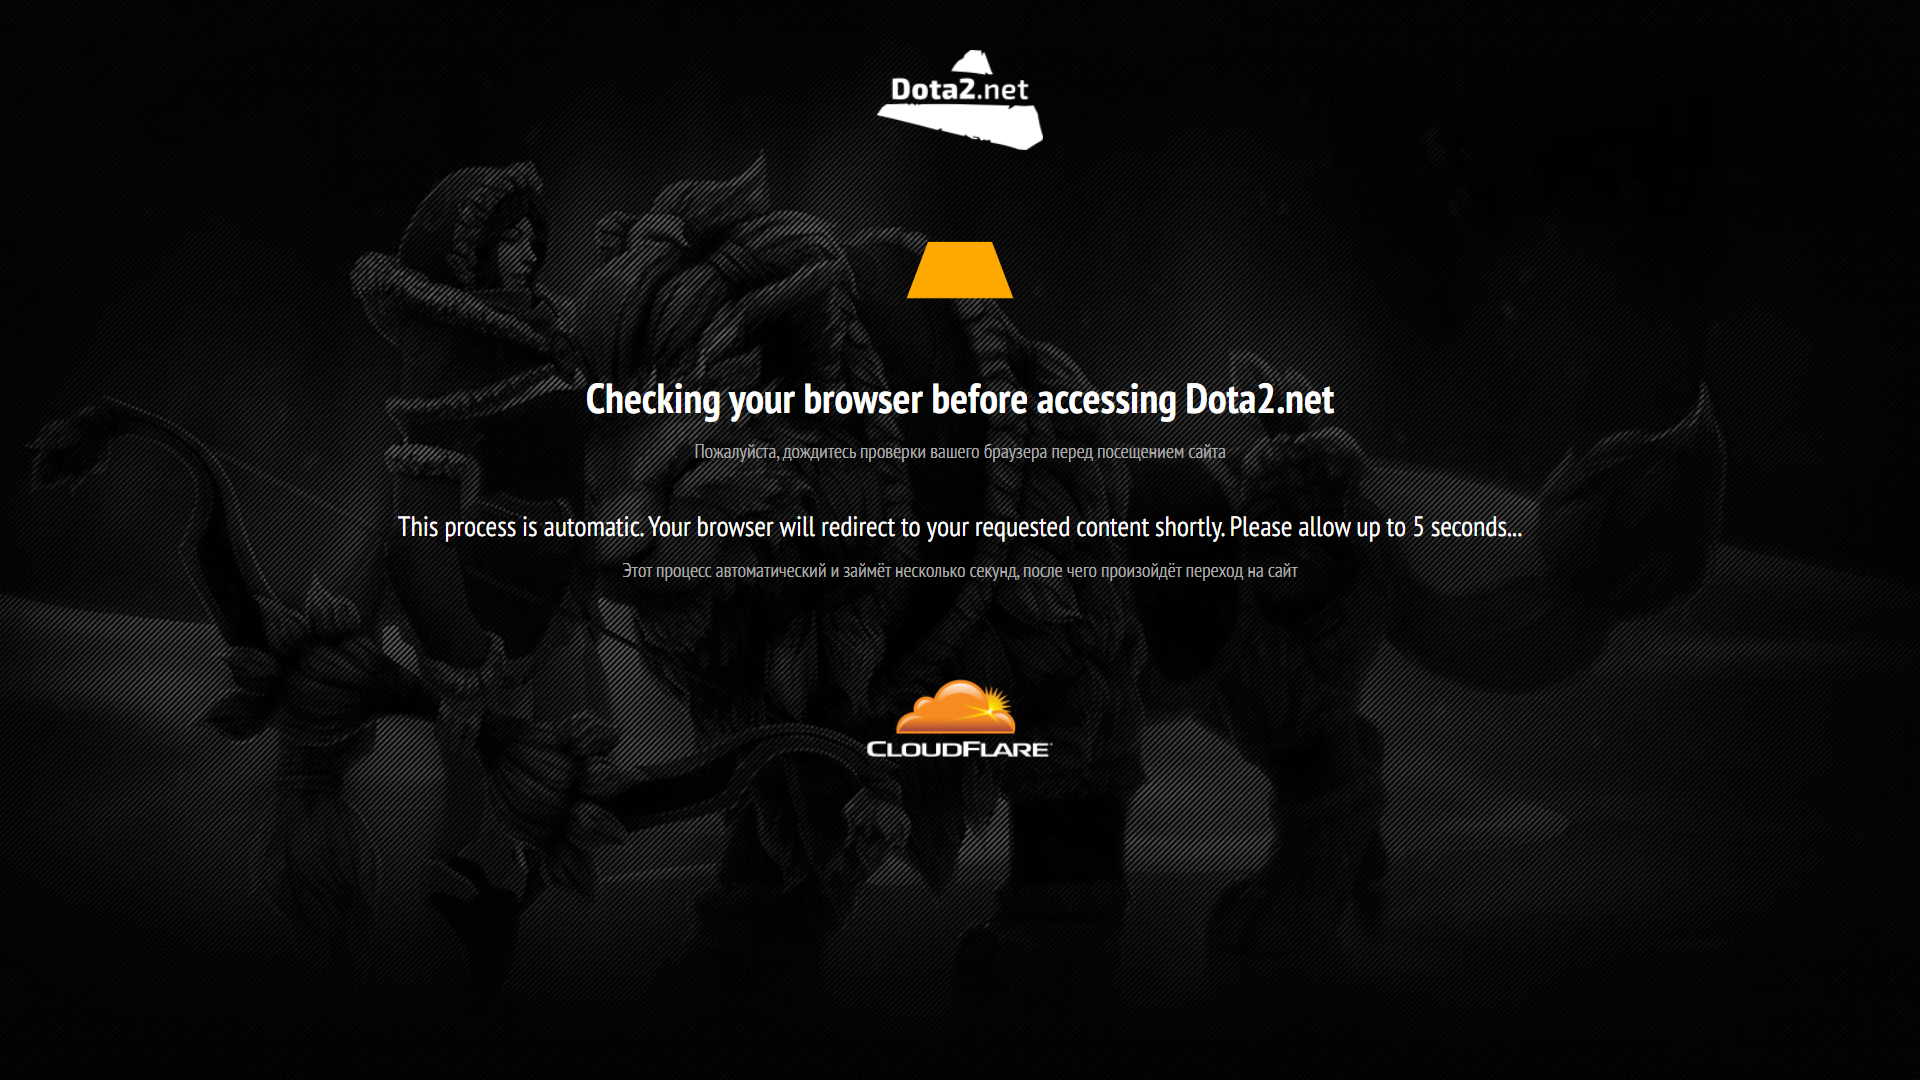 Dota2.net
Checking your browser before accessing Dota2.net
Пожалуйста, дождитесь проверки вашего браузера перед посещением сайта
This process is automatic. Your browser will redirect to your requested content shortly. Please allow up to 5 seconds...
Этот процесс автоматический и займёт несколько секунд, после чего произойдёт переход на сайт
CLOUDFLARE